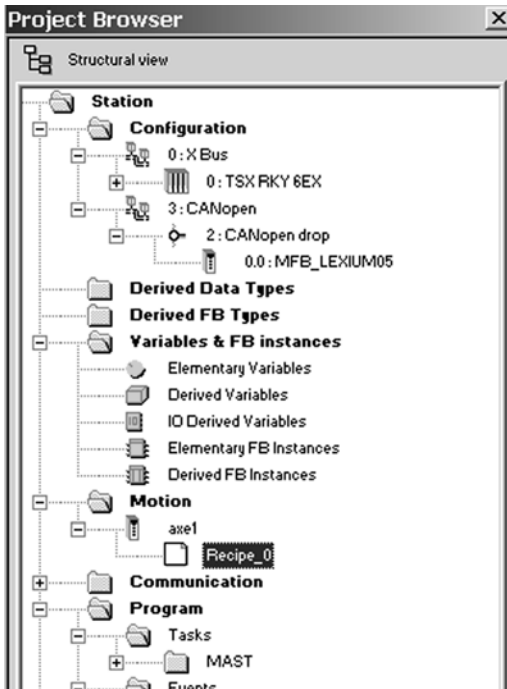 Project Browser
Structural view
Station
Configuration
0 : X Bus
0 : TSX RKY 6EX
3 : CANopen
2 : CANopen drop
0.0 : MFB_LEXIUM05
Derived Data Types
Derived FB Types
Variables & FB instances
Elementary Variables
Derived Variables
IO Derived Variables
Elementary FB Instances
Derived FB Instances
Motion
axe1
Recipe_0
Communication
Program
Tasks
MAST
Events